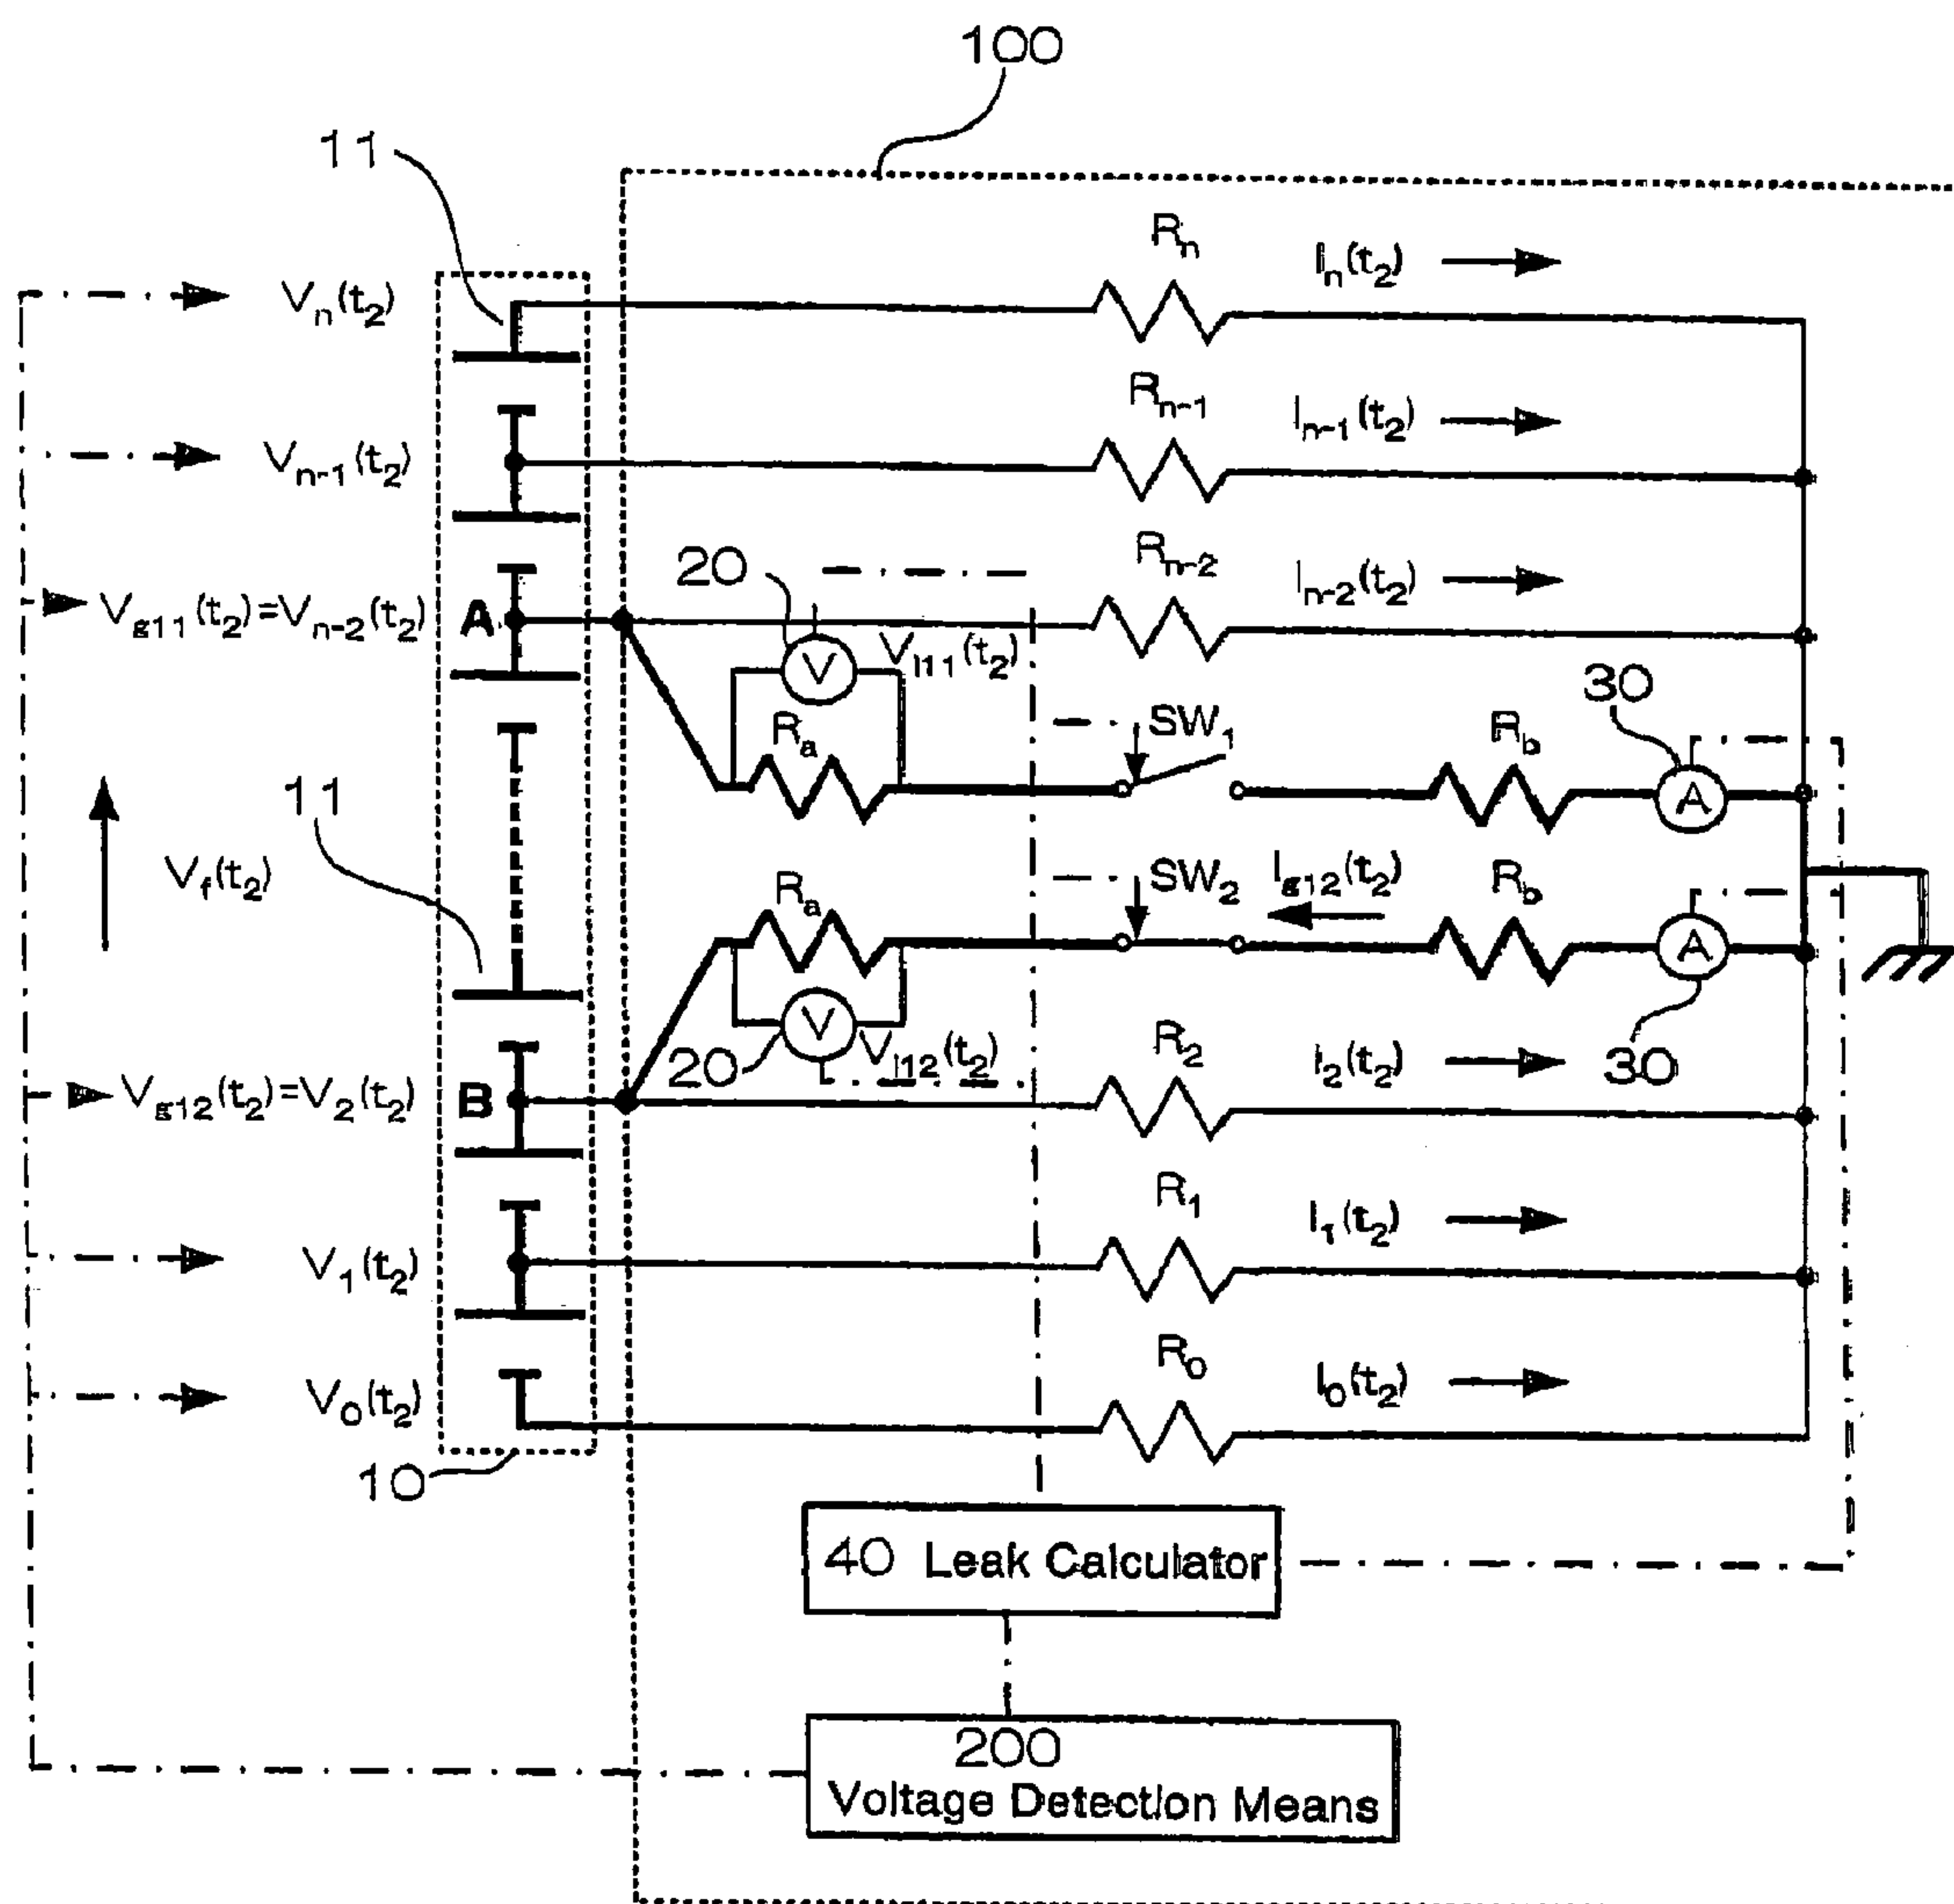 100
11
Rn
In(t2)
Vn(t2)
Rn-1
In-1(t2)
Vn-1(t2)
Rn-2
In-2(t2)
20
Vg11(t2)=Vn-2(t2)
A
V
Vl11(t2)
30
Ra
SW1
Rb
A
11
Vf(t2)
Ra
SW2
Ig12(t2)
Rb
A
V
20
Vl12(t2)
R2
I2(t2)
30
Vg12(t2)=V2(t2)
B
R1
I1(t2)
V1(t2)
R0
I0(t2)
V0(t2)
10
40 Leak Calculator
200
Voltage Detection Means